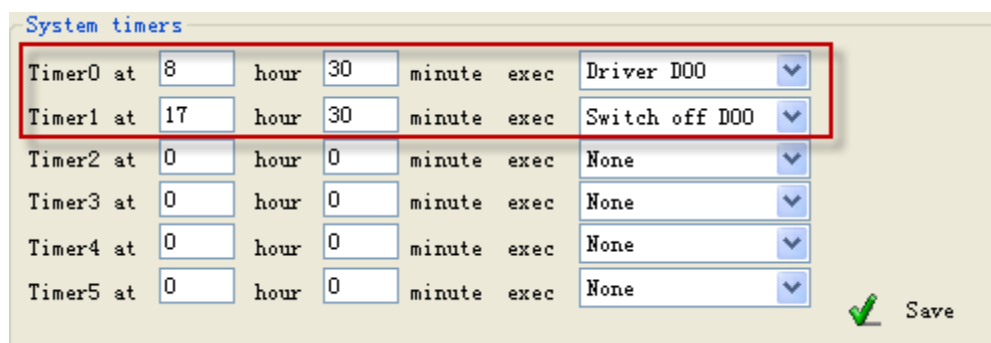 System timers
Timer0 at 8 hour 30 minute exec Driver DO0
Timer1 at 17 hour 30 minute exec Switch off DO0
Timer2 at 0 hour 0 minute exec None
Timer3 at 0 hour 0 minute exec None
Timer4 at 0 hour 0 minute exec None
Timer5 at 0 hour 0 minute exec None
Save